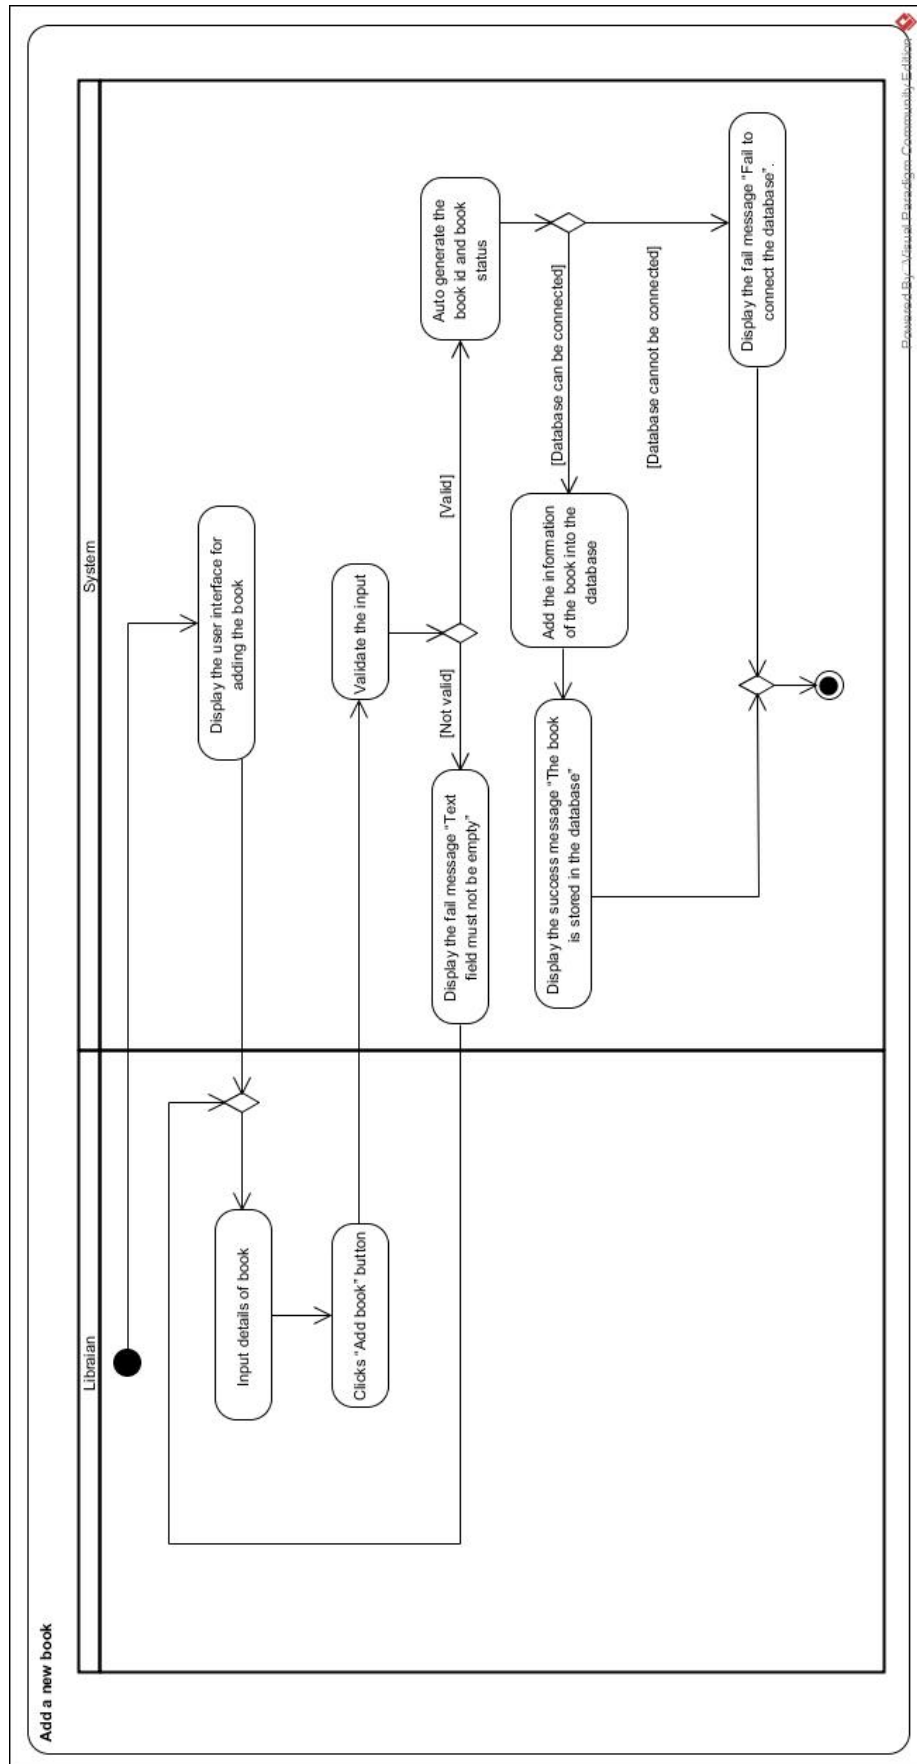 Add a new book
Libraian
System
Display the user interface for
adding the book
Input details of book
Clicks “Add book” button
Validate the input
[Not valid]
[Valid]
Display the fail message “Text
field must not be empty”
Auto generate the
book id and book
status
[Database can be connected]
[Database cannot be connected]
Add the information
of the book into the
database
Display the success message “The book
is stored in the database”
Display the fail message “Fail to
connect the database”.
Powered By: Visual Paradigm Community Edition